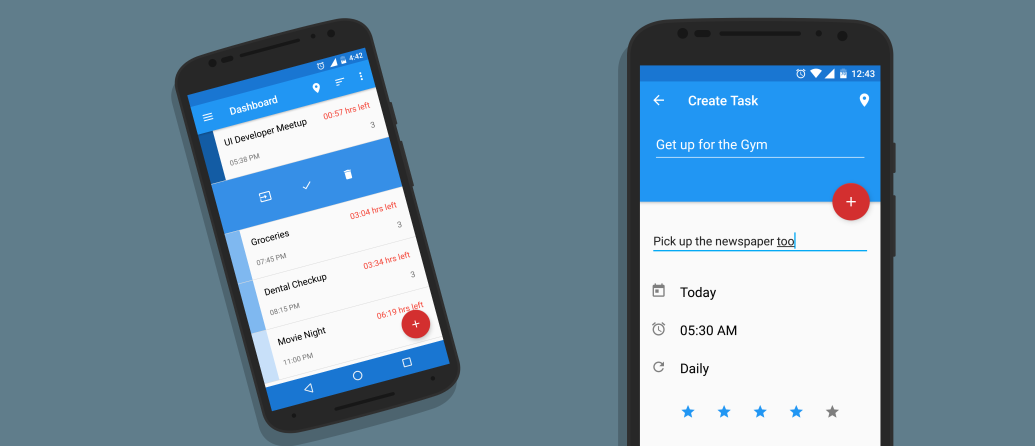 4:42
Dashboard
UI Developer Meetup
00:57 hrs left
05:38 PM
3
Groceries
03:04 hrs left
07:45 PM
3
Dental Checkup
03:34 hrs left
08:15 PM
3
Movie Night
06:19 hrs left
11:00 PM
12:43
Create Task
Get up for the Gym
Pick up the newspaper too
Today
05:30 AM
Daily